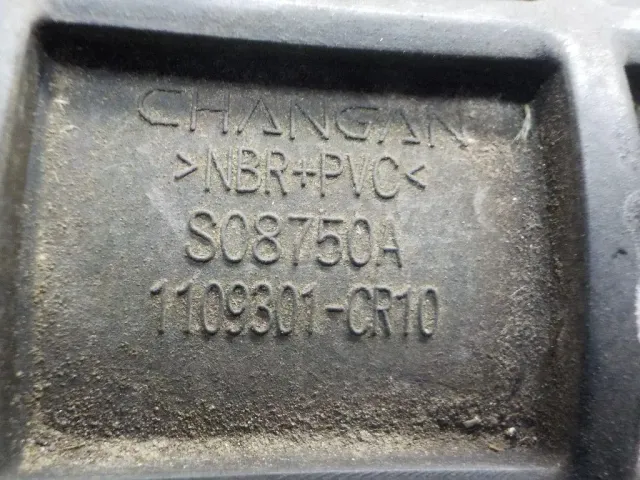 CHANGAN
>NBR+PVC<
S08750A
1109301-CR10